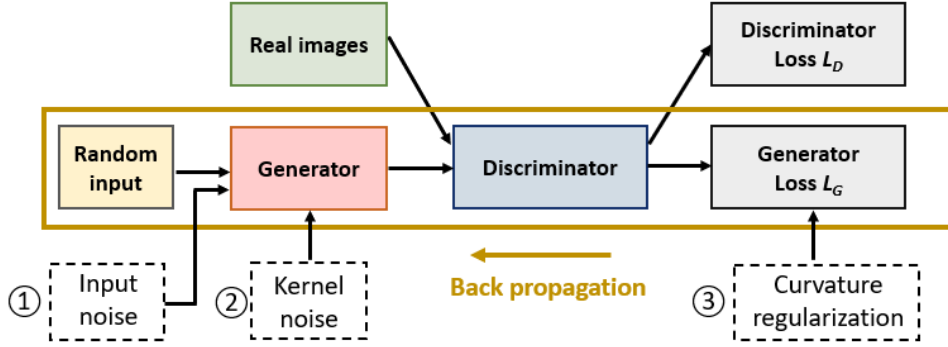 Real images
Discriminator
Loss L_D
Random
input
Generator
Discriminator
Generator
Loss L_G
① Input
noise
② Kernel
noise
Back propagation
③ Curvature
regularization